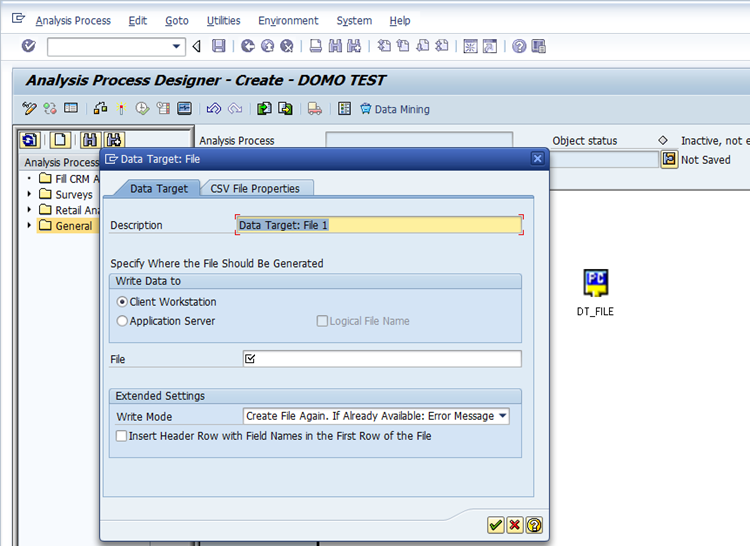 Analysis Process Edit Goto Utilities Environment System Help
Analysis Process Designer - Create - DOMO TEST
Data Mining
Analysis Process
Object status
Inactive, not e
Not Saved
Analysis Process
Fill CRM A
Surveys
Retail Ana
General
Data Target: File
Data Target
CSV File Properties
Description
Data Target: File 1
Specify Where the File Should Be Generated
Write Data to
Client Workstation
Application Server
Logical File Name
File
Extended Settings
Write Mode
Create File Again. If Already Available: Error Message
Insert Header Row with Field Names in the First Row of the File
PC
DT_FILE